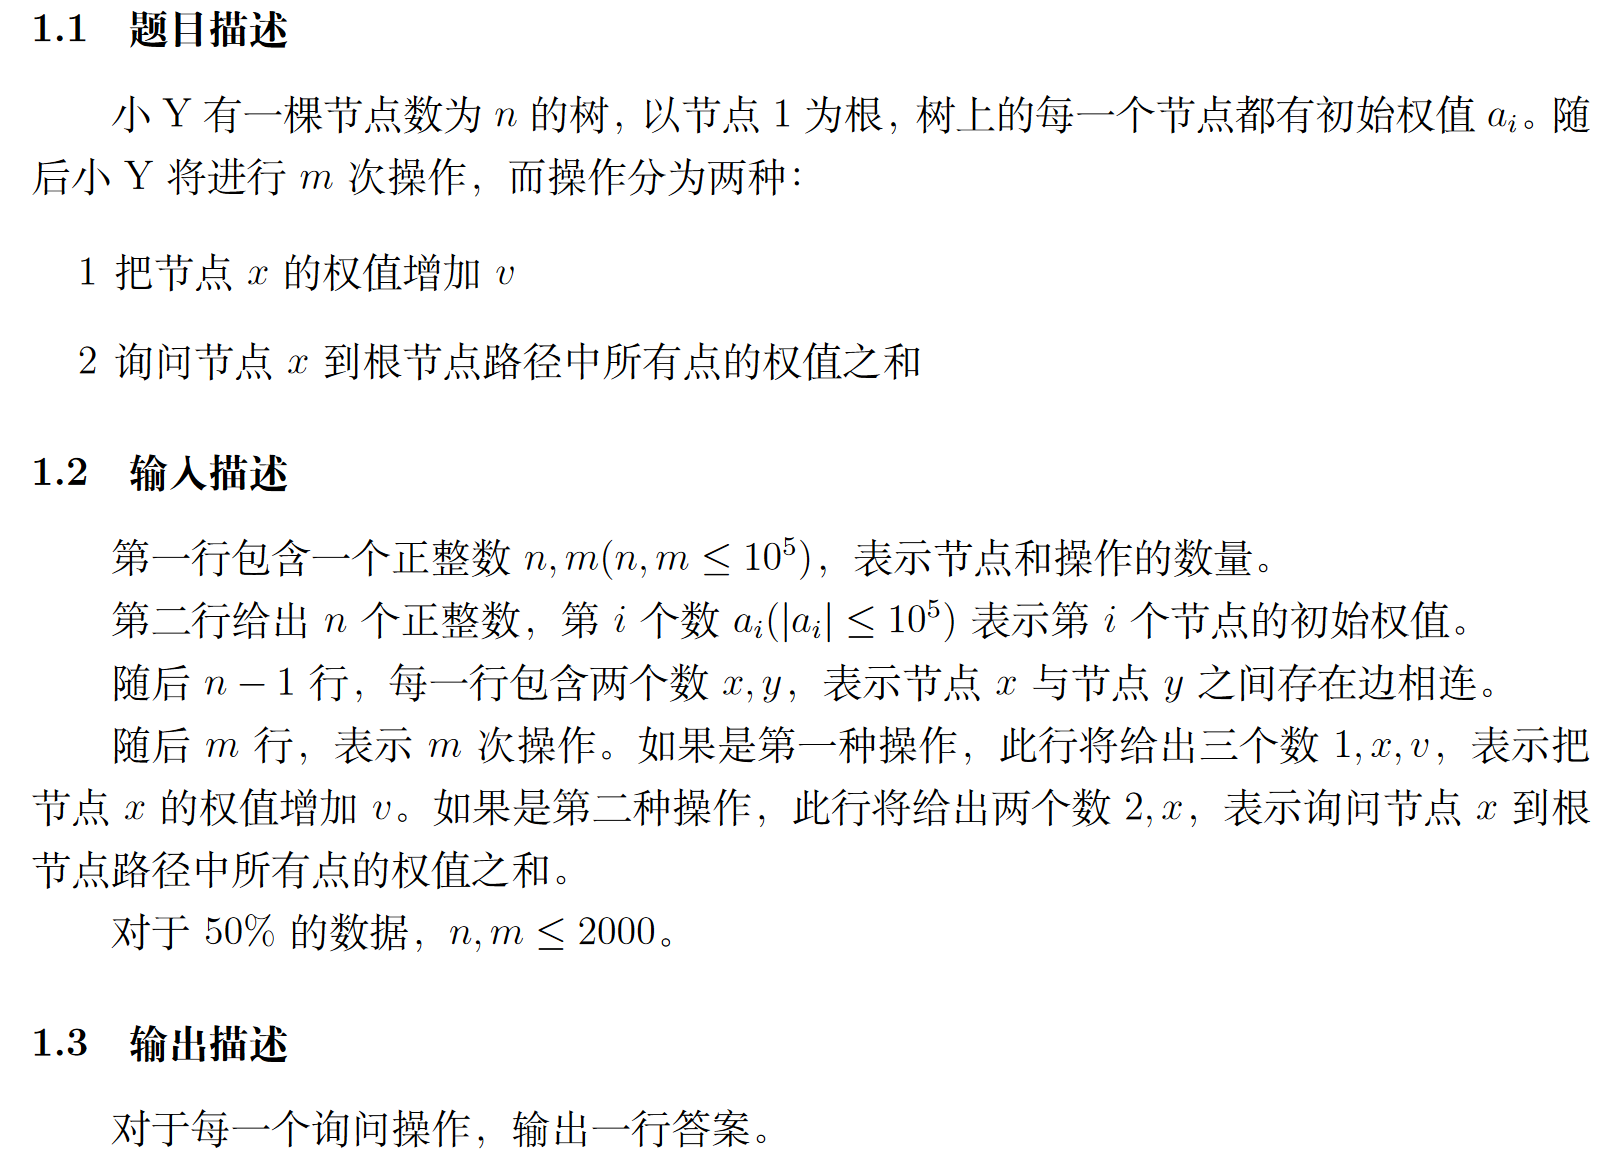 1.1 题目描述
小 Y 有一棵节点数为 n 的树，以节点 1 为根，树上的每一个节点都有初始权值 aᵢ。随
后小 Y 将进行 m 次操作，而操作分为两种：
1 把节点 x 的权值增加 v
2 询问节点 x 到根节点路径中所有点的权值之和
1.2 输入描述
第一行包含一个正整数 n, m(n, m ≤ 10⁵)，表示节点和操作的数量。
第二行给出 n 个正整数，第 i 个数 aᵢ(|aᵢ| ≤ 10⁵) 表示第 i 个节点的初始权值。
随后 n − 1 行，每一行包含两个数 x, y，表示节点 x 与节点 y 之间存在边相连。
随后 m 行，表示 m 次操作。如果是第一种操作，此行将给出三个数 1, x, v，表示把
节点 x 的权值增加 v。如果是第二种操作，此行将给出两个数 2, x，表示询问节点 x 到根
节点路径中所有点的权值之和。
对于 50% 的数据，n, m ≤ 2000。
1.3 输出描述
对于每一个询问操作，输出一行答案。